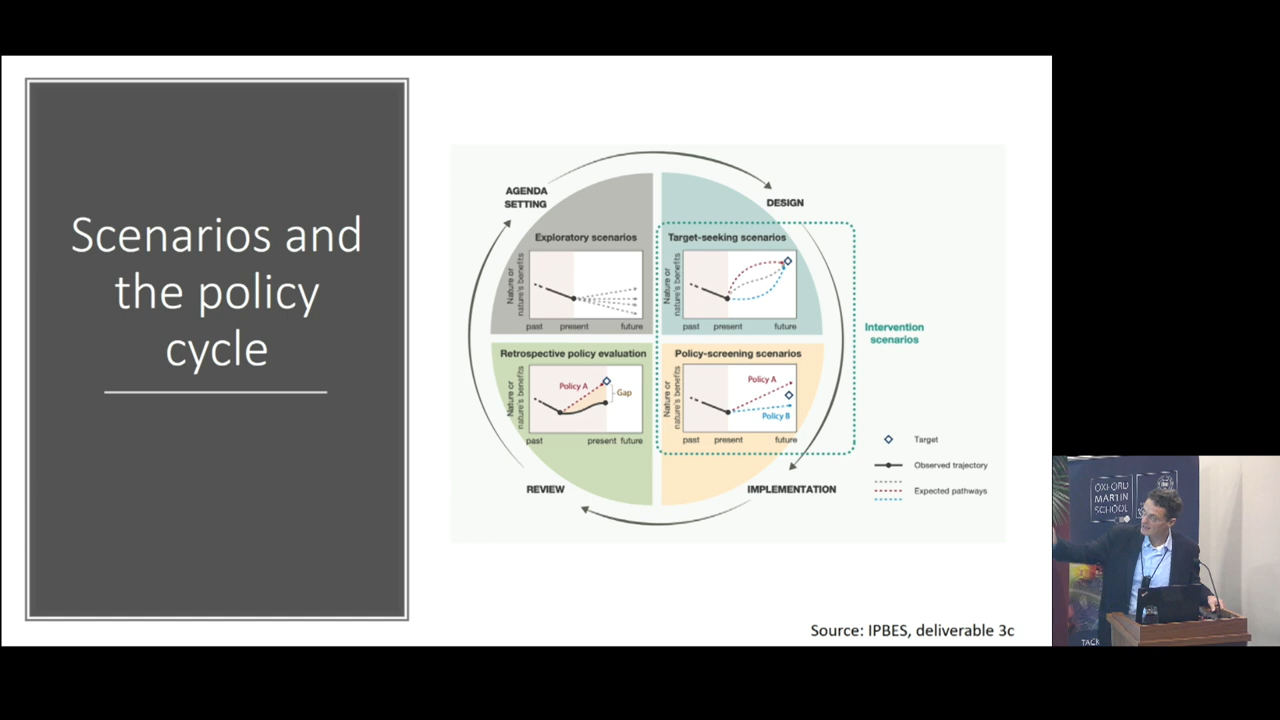 Scenarios and
the policy
cycle
AGENDA
SETTING
DESIGN
Exploratory scenarios
Nature or
nature's benefits
past present future
Target-seeking scenarios
Nature or
nature's benefits
past present future
Intervention
scenarios
Retrospective policy evaluation
Nature or
nature's benefits
Policy A
Gap
past present future
Policy-screening scenarios
Nature or
nature's benefits
Policy A
Policy B
past present future
REVIEW
IMPLEMENTATION
Target
Observed trajectory
Expected pathways
Source: IPBES, deliverable 3c
OXFORD
MARTIN
SCHOOL
TACK